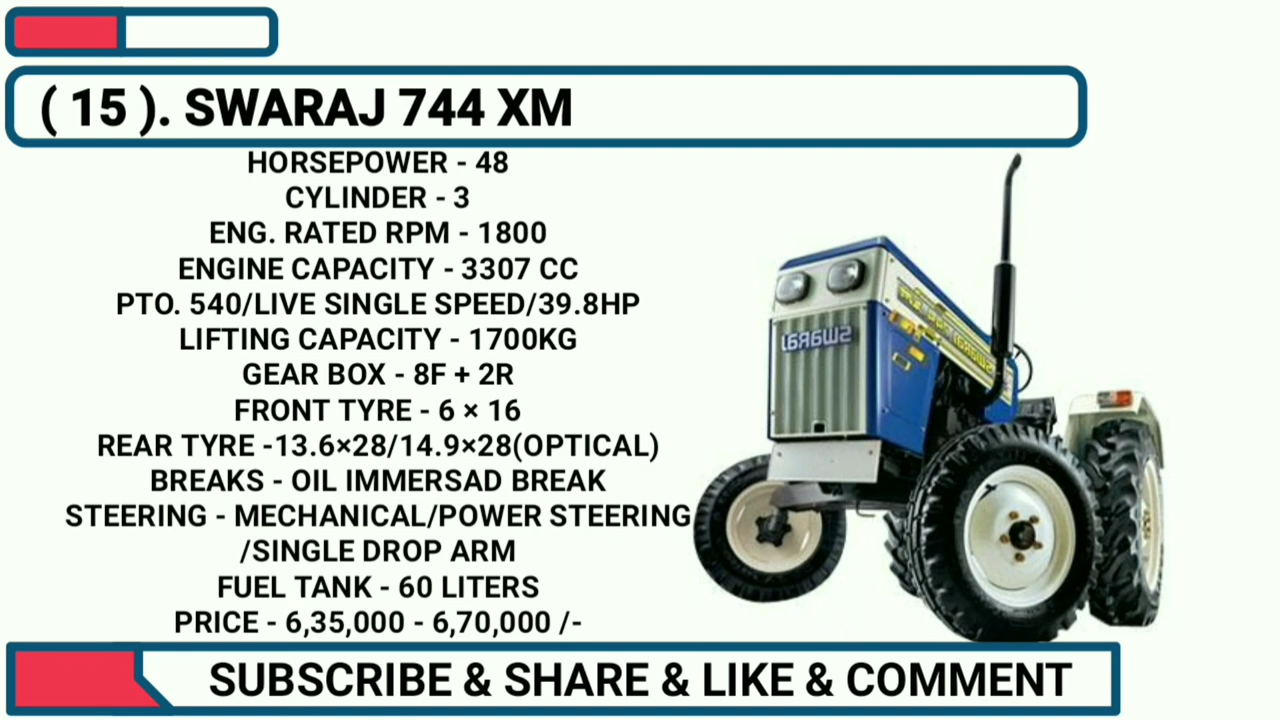 ( 15 ). SWARAJ 744 XM
HORSEPOWER - 48
CYLINDER - 3
ENG. RATED RPM - 1800
ENGINE CAPACITY - 3307 CC
PTO. 540/LIVE SINGLE SPEED/39.8HP
LIFTING CAPACITY - 1700KG
GEAR BOX - 8F + 2R
FRONT TYRE - 6 × 16
REAR TYRE -13.6×28/14.9×28(OPTICAL)
BREAKS - OIL IMMERSAD BREAK
STEERING - MECHANICAL/POWER STEERING
/SINGLE DROP ARM
FUEL TANK - 60 LITERS
PRICE - 6,35,000 - 6,70,000 /-
SWARAJ
SUBSCRIBE & SHARE & LIKE & COMMENT